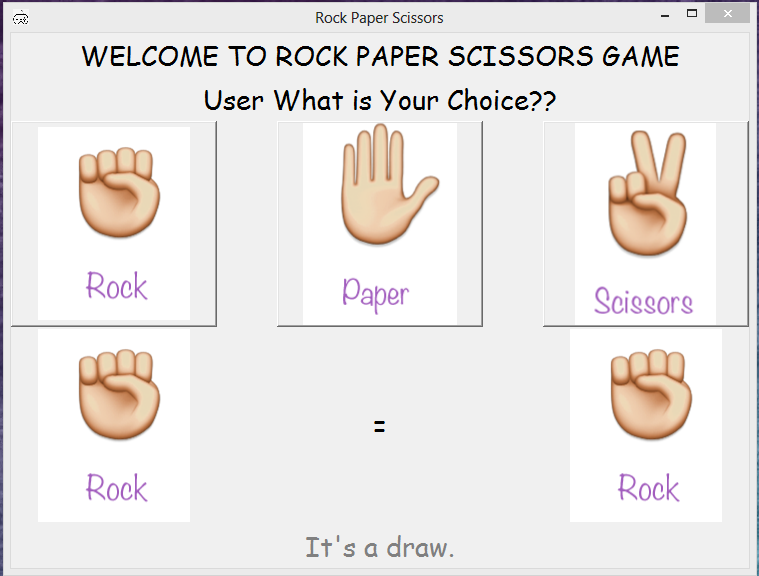 Rock Paper Scissors
WELCOME TO ROCK PAPER SCISSORS GAME
User What is Your Choice??
Rock
Paper
Scissors
Rock
=
Rock
It's a draw.